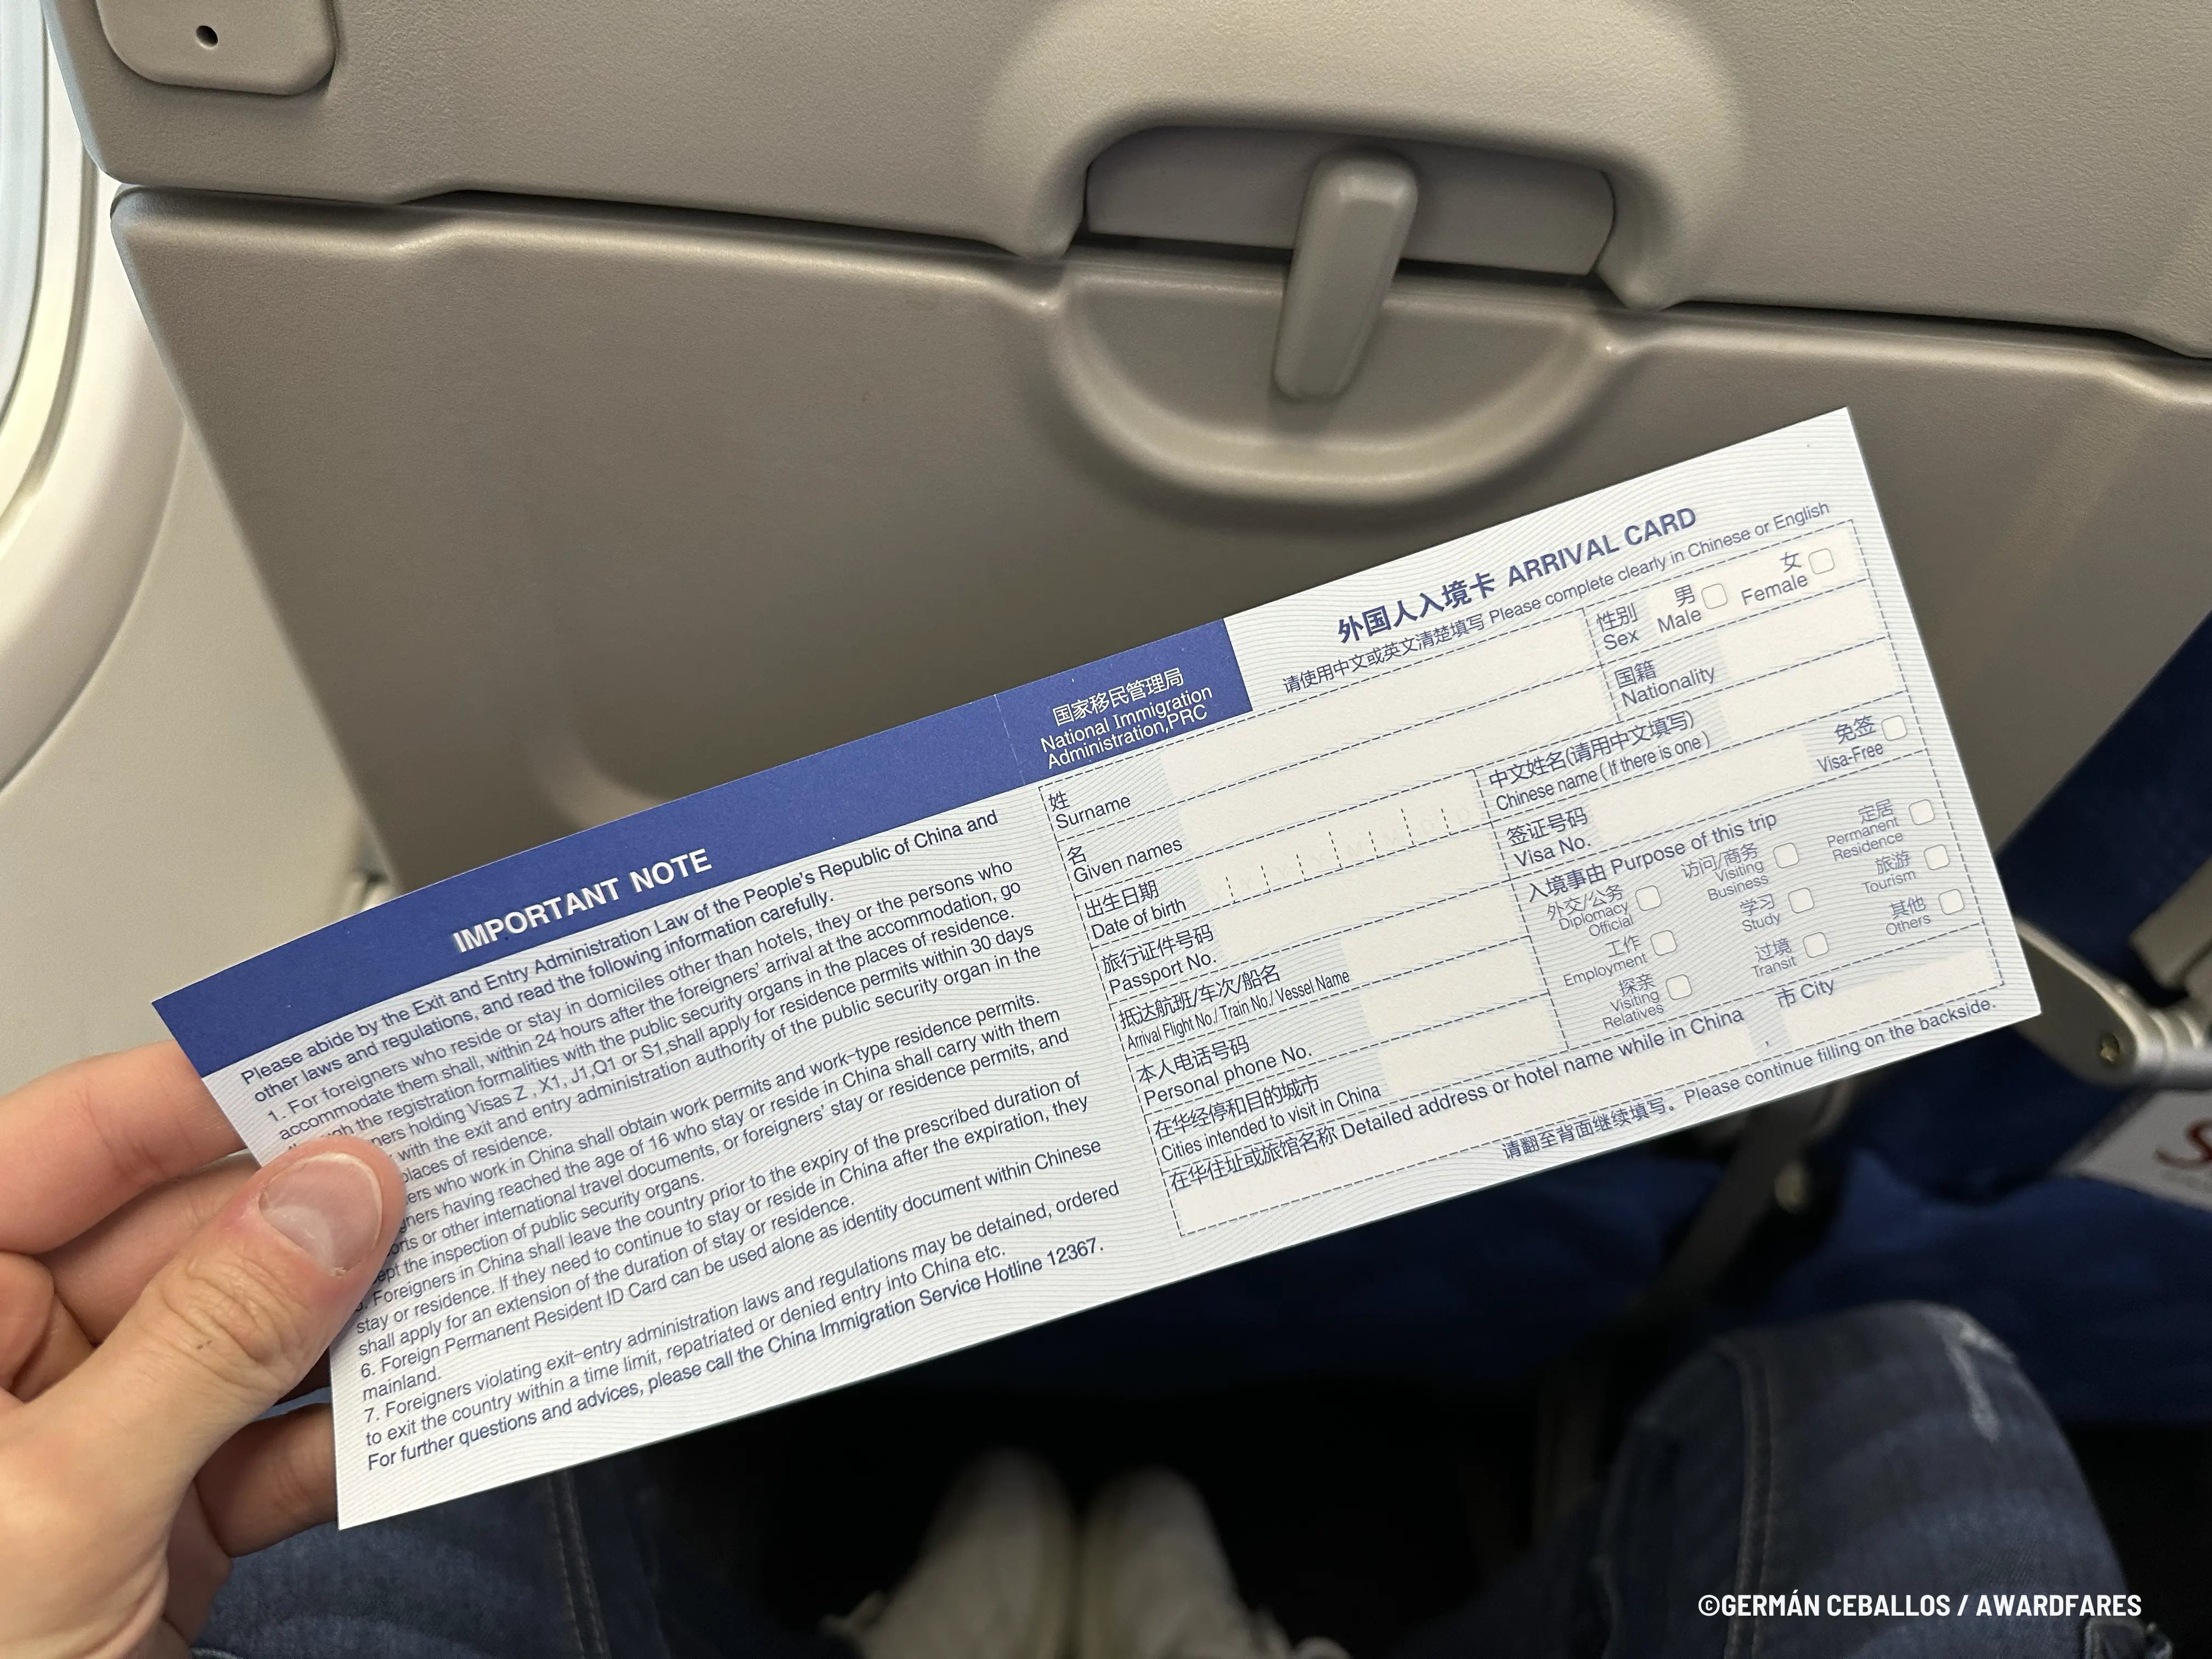 IMPORTANT NOTE
Please abide by the Exit and Entry Administration Law of the People's Republic of China and
other laws and regulations, and read the following information carefully.
1. For foreigners who reside or stay in domiciles other than hotels, they or the persons who
accommodate them shall, within 24 hours after the foreigners' arrival at the accommodation, go
the registration formalities with the public security organs in the places of residence.
holding Visas Z , X1, J1,Q1 or S1,shall apply for residence permits within 30 days
with the exit and entry administration authority of the public security organ in the
places of residence.
who work in China shall obtain work permits and work-type residence permits.
having reached the age of 16 who stay or reside in China shall carry with them
or other international travel documents, or foreigners' stay or residence permits, and
the inspection of public security organs.
Foreigners in China shall leave the country prior to the expiry of the prescribed duration of
stay or residence. If they need to continue to stay or reside in China after the expiration, they
shall apply for an extension of the duration of stay or residence.
6. Foreign Permanent Resident ID Card can be used alone as identity document within Chinese
mainland.
7. Foreigners violating exit-entry administration laws and regulations may be detained, ordered
to exit the country within a time limit, repatriated or denied entry into China etc.
For further questions and advices, please call the China Immigration Service Hotline 12367.
国家移民管理局
National Immigration
Administration,PRC
外国人入境卡 ARRIVAL CARD
请使用中文或英文清楚填写 Please complete clearly in Chinese or English
姓
Surname
名
Given names
性别 男 女
Sex Male Female
国籍
Nationality
出生日期
Date of birth
中文姓名(请用中文填写)
Chinese name ( If there is one )
旅行证件号码
Passport No.
签证号码 免签
Visa No. Visa-Free
抵达航班/车次/船名
Arrival Flight No./ Train No./ Vessel Name
本人电话号码
Personal phone No.
在华经停和目的城市
Cities intended to visit in China
入境事由 Purpose of this trip
外交/公务 访问/商务 定居
Diplomacy Official Visiting Business Permanent Residence
工作 学习 旅游
Employment Study Tourism
探亲 过境 其他
Visiting Relatives Transit Others
在华住址或旅馆名称 Detailed address or hotel name while in China
, 市 City
请翻至背面继续填写。Please continue filling on the backside.
©GERMÁN CEBALLOS / AWARDFARES